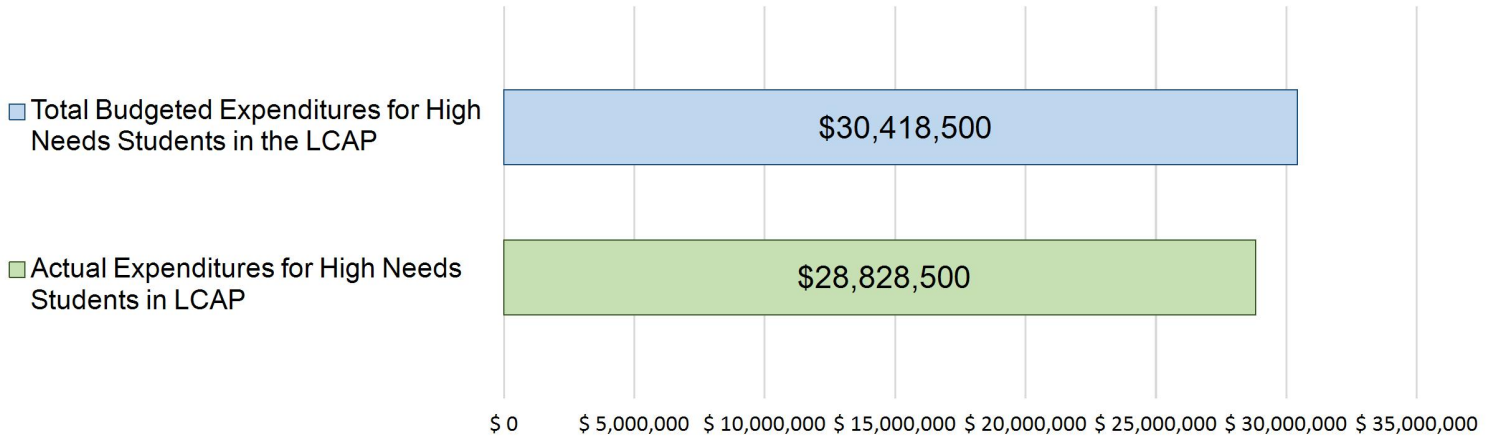 Total Budgeted Expenditures for High
Needs Students in the LCAP
$30,418,500
Actual Expenditures for High Needs
Students in LCAP
$28,828,500
$ 0 $ 5,000,000 $ 10,000,000 $ 15,000,000 $ 20,000,000 $ 25,000,000 $ 30,000,000 $ 35,000,000